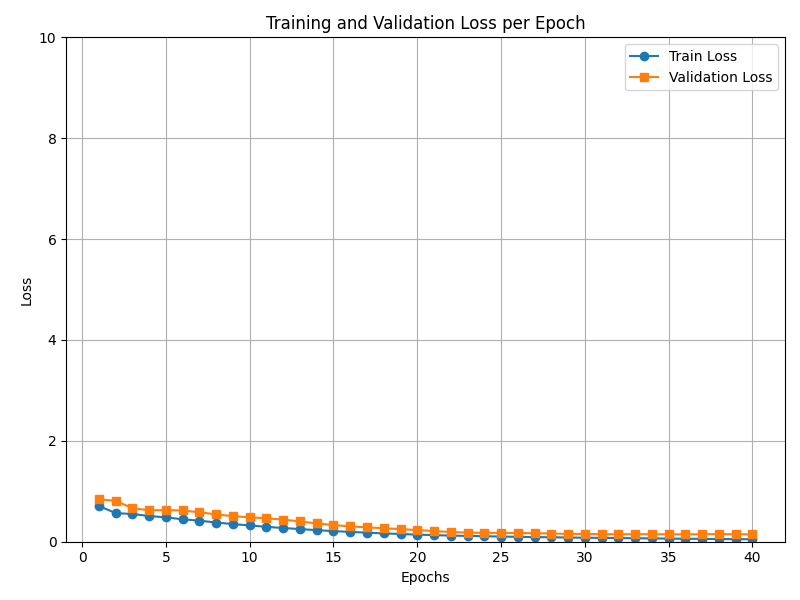 Training and Validation Loss per Epoch
Train Loss
Validation Loss
10
8
6
4
2
0
Loss
0 5 10 15 20 25 30 35 40
Epochs